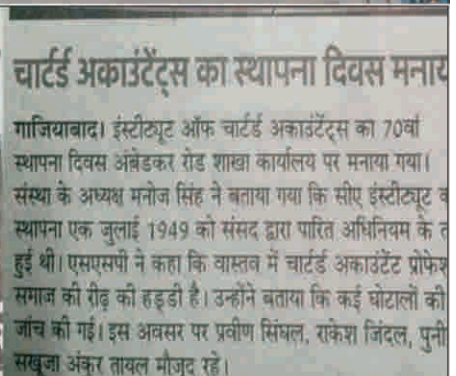 चार्टर्ड अकाउंटेंट्स का स्थापना दिवस मनाय
गाजियाबाद। इंस्टीट्यूट ऑफ चार्टर्ड अकाउंटेंट्स का 70वां
स्थापना दिवस अंबेडकर रोड शाखा कार्यालय पर मनाया गया।
संस्था के अध्यक्ष मनोज सिंह ने बताया गया कि सीए इंस्टीट्यूट व
स्थापना एक जुलाई 1949 को संसद द्वारा पारित अधिनियम के त
हुई थी। एसएसपी ने कहा कि वास्तव में चार्टर्ड अकाउंटेंट प्रोफेश
समाज की रीढ़ की हड्डी है। उन्होंने बताया कि कई घोटालों की
जांच की गई। इस अवसर पर प्रवीण सिंघल, राकेश जिंदल, पुनी
सखूजा अंकर तायल मौजूद रहे।